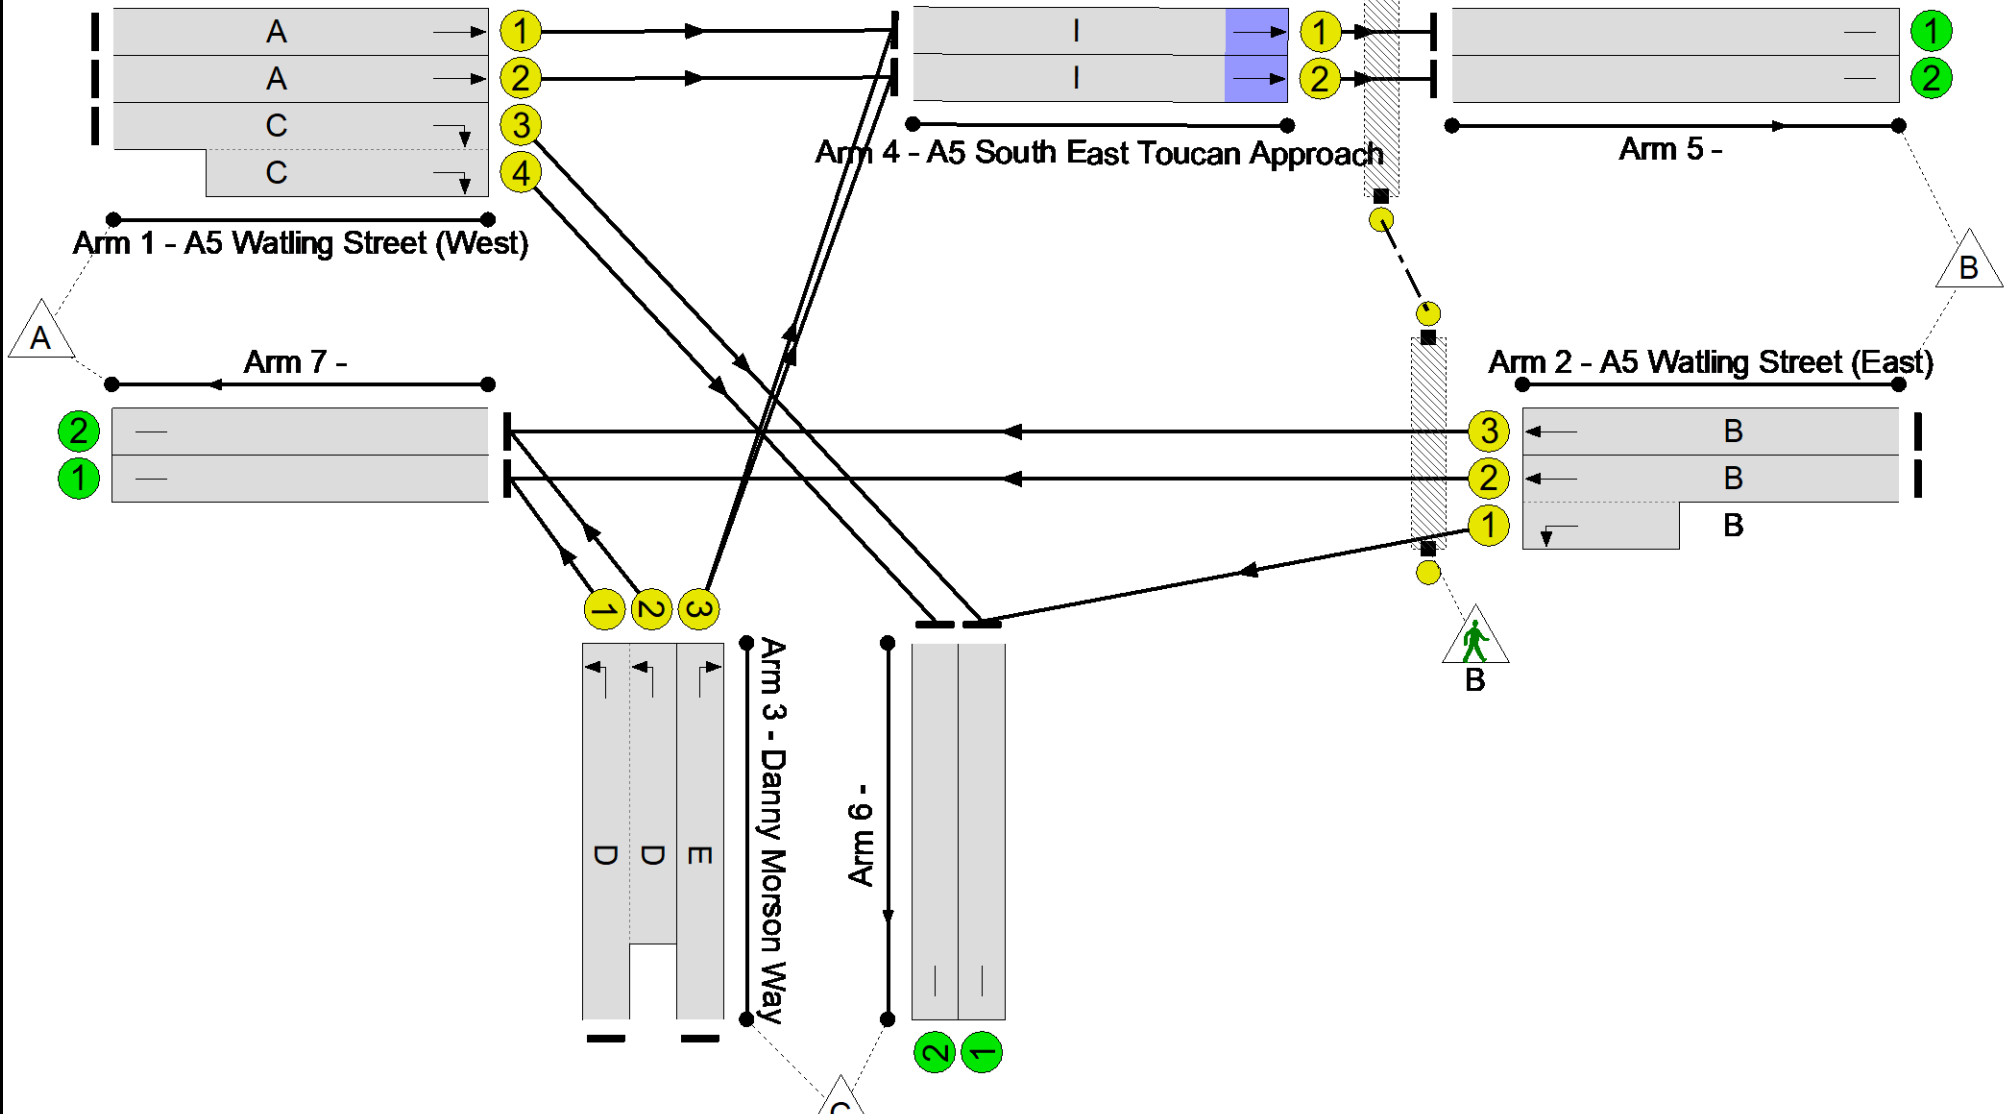 A 1 I 1 1
A 2 I 2 2
C 3
C 4
Arm 4 - A5 South East Toucan Approach
Arm 5 -
Arm 1 - A5 Watling Street (West)
B
A
Arm 7 -
Arm 2 - A5 Watling Street (East)
2 3 B
1 2 B
1 B
1 2 3
B
Arm 3 - Danny Morson Way
Arm 6 -
D D E
2 1
C